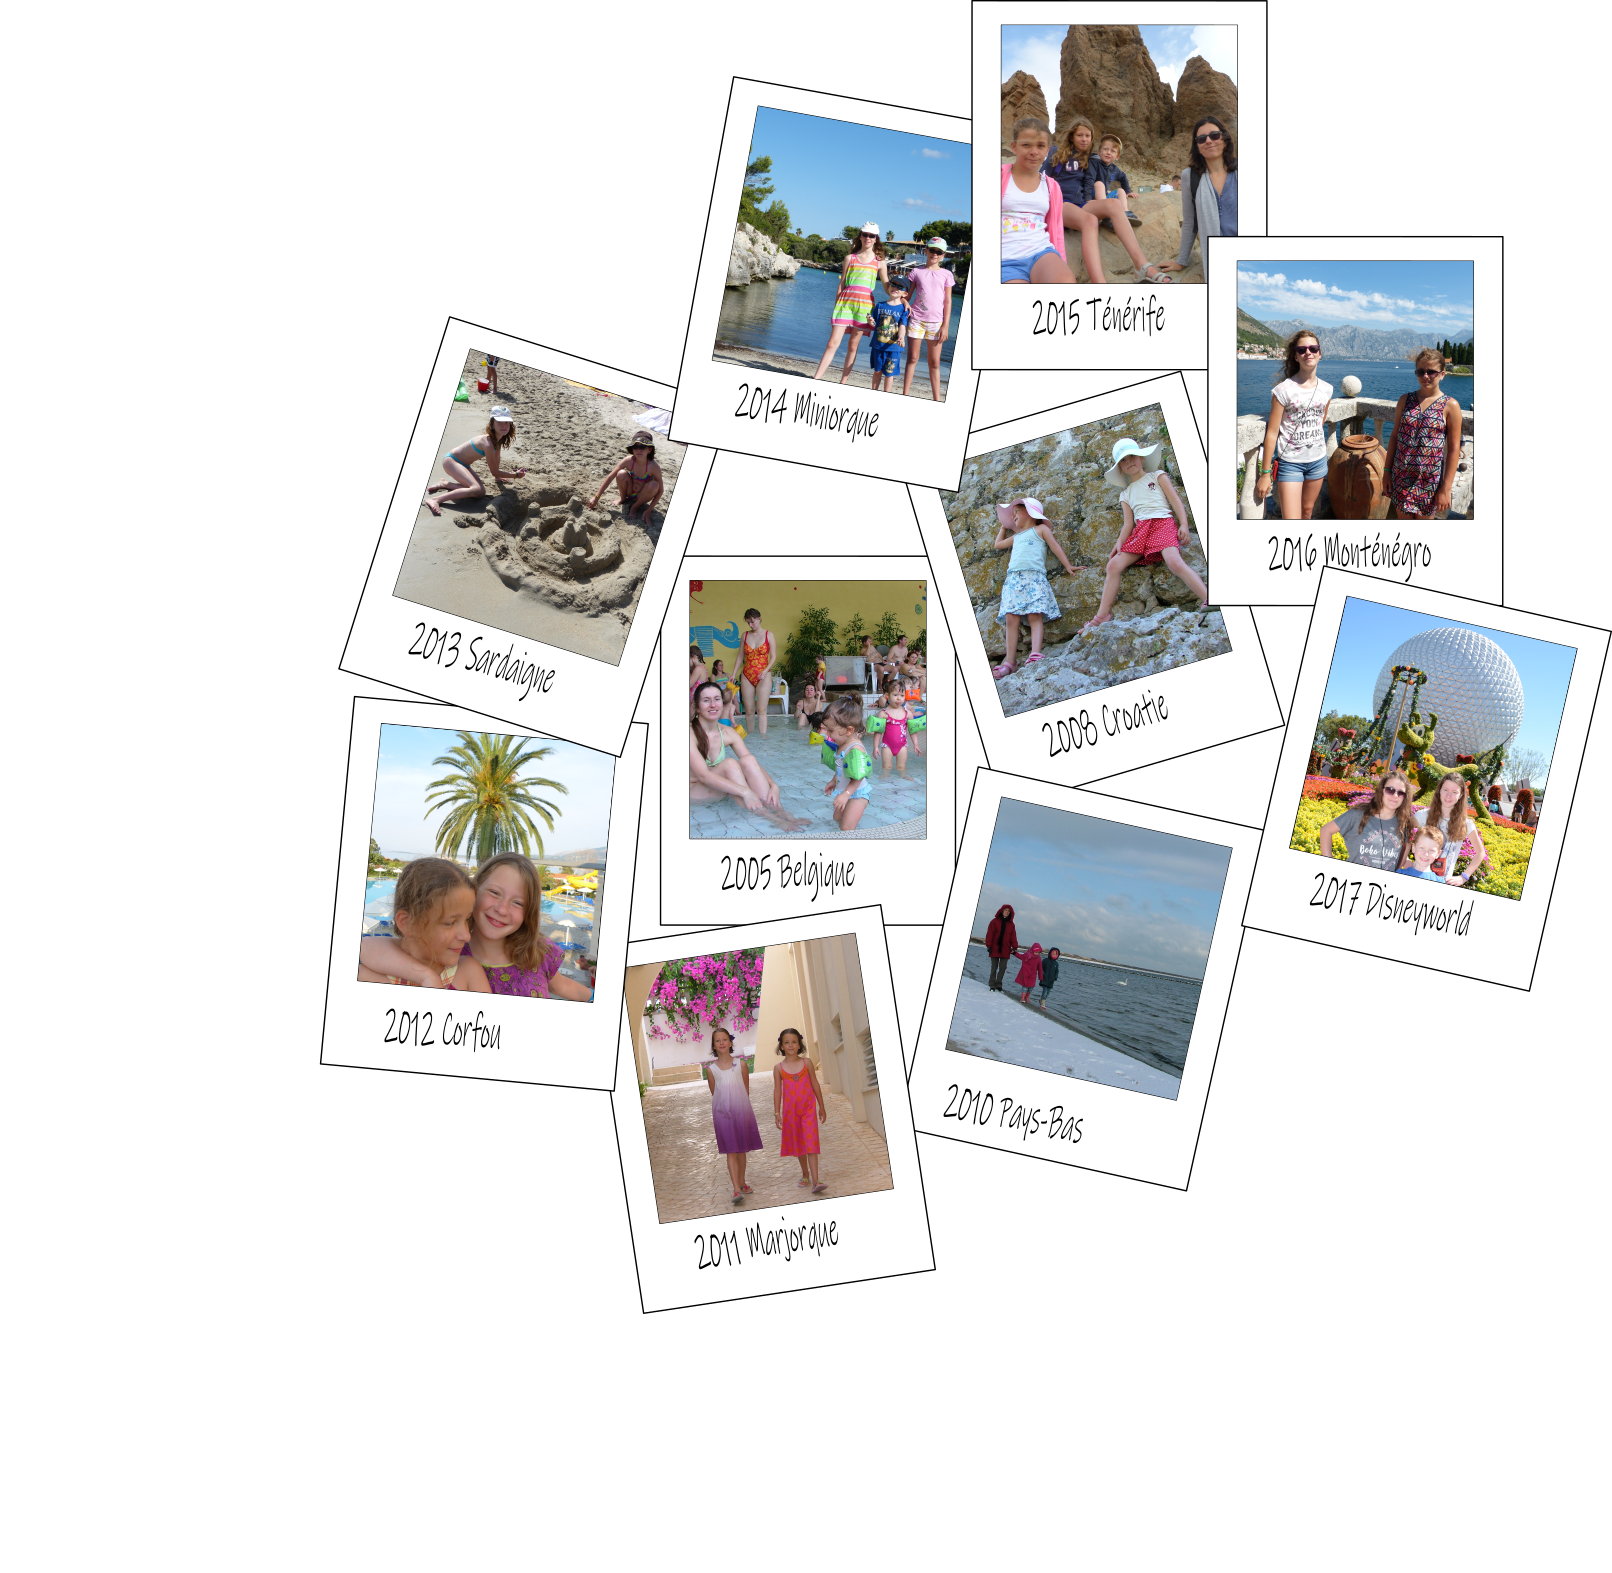 2015 Ténérife
2014 Miniorque
2016 Monténégro
2013 Sardaigne
2008 Croatie
2005 Belgique
2017 Disneyworld
2012 Corfou
2010 Pays-Bas
2011 Marjorque